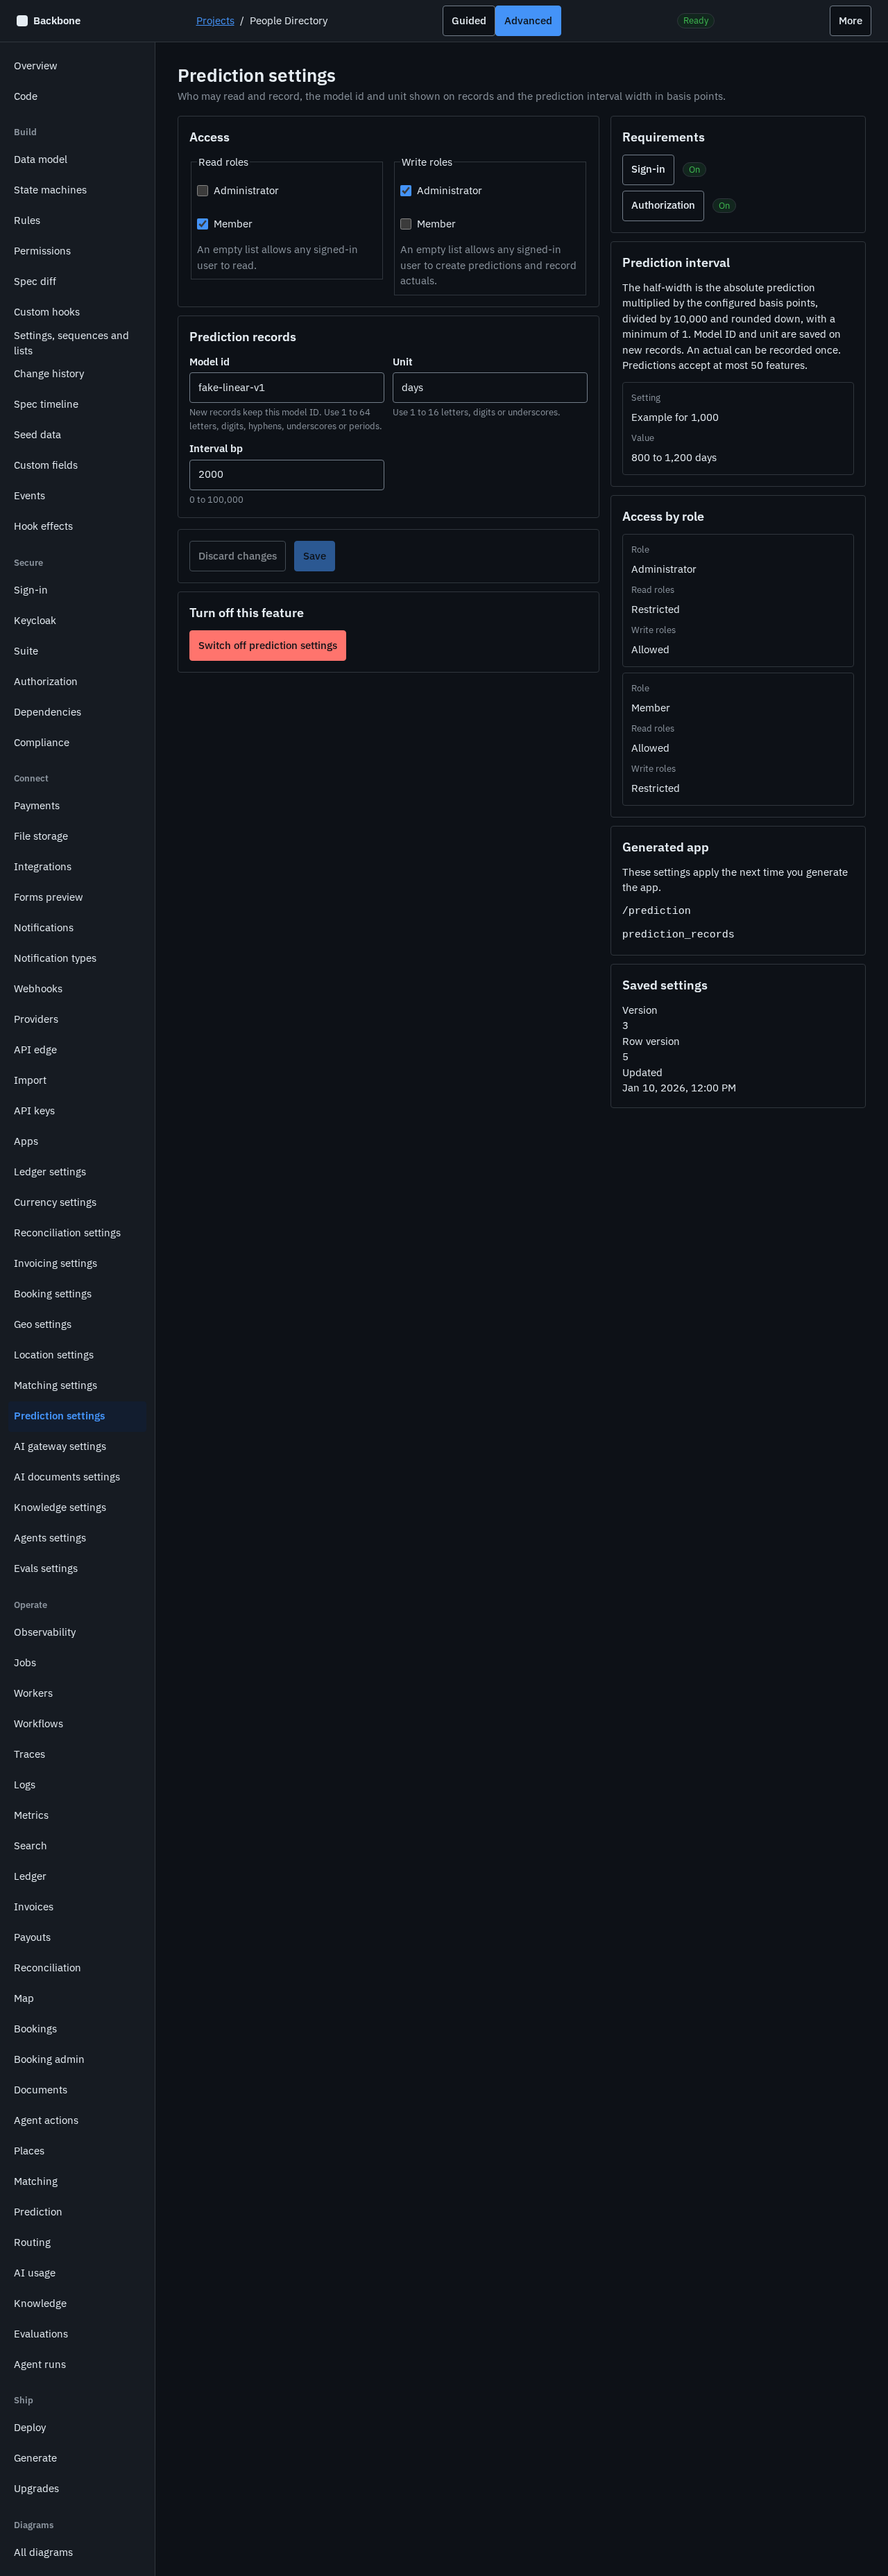 Backbone
Projects / People Directory
Guided
Advanced
Ready
More
Overview
Code
Build
Data model
State machines
Rules
Permissions
Spec diff
Custom hooks
Settings, sequences and
lists
Change history
Spec timeline
Seed data
Custom fields
Events
Hook effects
Secure
Sign-in
Keycloak
Suite
Authorization
Dependencies
Compliance
Connect
Payments
File storage
Integrations
Forms preview
Notifications
Notification types
Webhooks
Providers
API edge
Import
API keys
Apps
Ledger settings
Currency settings
Reconciliation settings
Invoicing settings
Booking settings
Geo settings
Location settings
Matching settings
Prediction settings
AI gateway settings
AI documents settings
Knowledge settings
Agents settings
Evals settings
Operate
Observability
Jobs
Workers
Workflows
Traces
Logs
Metrics
Search
Ledger
Invoices
Payouts
Reconciliation
Map
Bookings
Booking admin
Documents
Agent actions
Places
Matching
Prediction
Routing
AI usage
Knowledge
Evaluations
Agent runs
Ship
Deploy
Generate
Upgrades
Diagrams
All diagrams
Prediction settings
Who may read and record, the model id and unit shown on records and the prediction interval width in basis points.
Access
Read roles
Administrator
Member
An empty list allows any signed-in
user to read.
Write roles
Administrator
Member
An empty list allows any signed-in
user to create predictions and record
actuals.
Prediction records
Model id
fake-linear-v1
New records keep this model ID. Use 1 to 64
letters, digits, hyphens, underscores or periods.
Unit
days
Use 1 to 16 letters, digits or underscores.
Interval bp
2000
0 to 100,000
Discard changes
Save
Turn off this feature
Switch off prediction settings
Requirements
Sign-in
On
Authorization
On
Prediction interval
The half-width is the absolute prediction
multiplied by the configured basis points,
divided by 10,000 and rounded down, with a
minimum of 1. Model ID and unit are saved on
new records. An actual can be recorded once.
Predictions accept at most 50 features.
Setting
Example for 1,000
Value
800 to 1,200 days
Access by role
Role
Administrator
Read roles
Restricted
Write roles
Allowed
Role
Member
Read roles
Allowed
Write roles
Restricted
Generated app
These settings apply the next time you generate
the app.
/prediction
prediction_records
Saved settings
Version
3
Row version
5
Updated
Jan 10, 2026, 12:00 PM